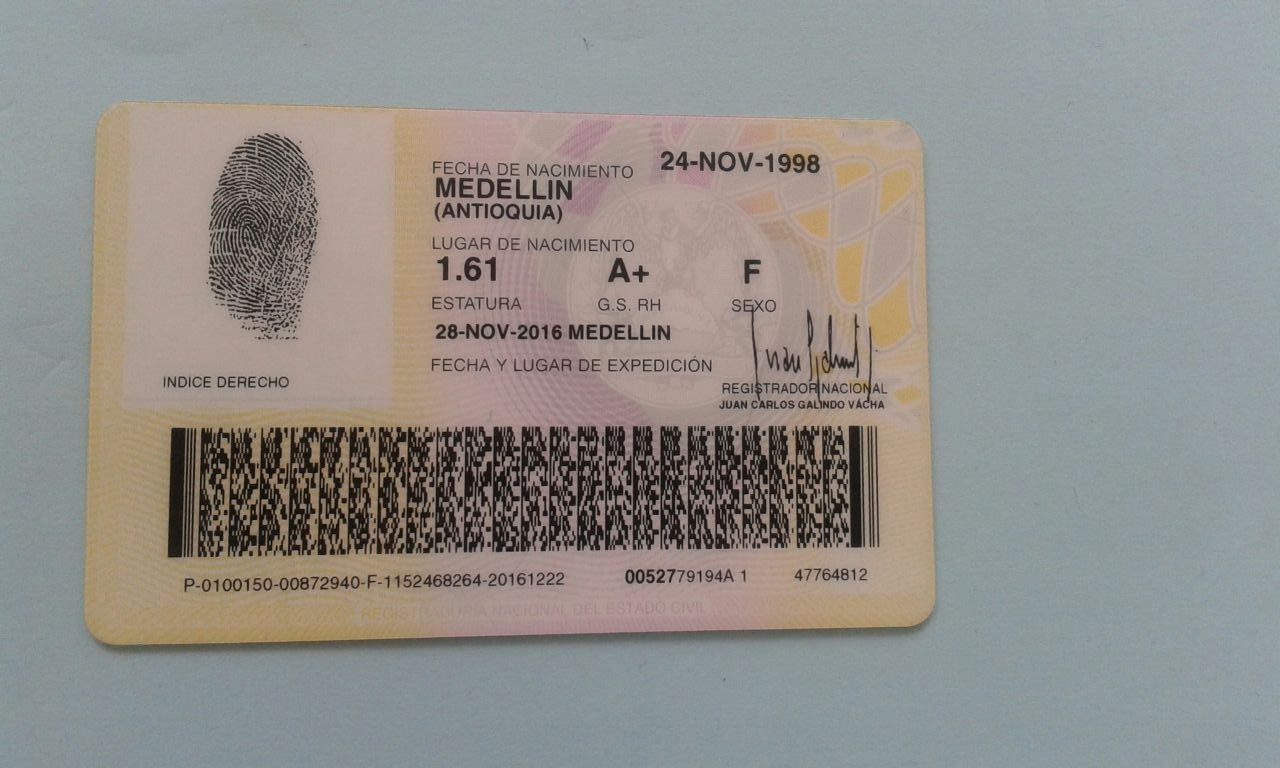 FECHA DE NACIMIENTO 24-NOV-1998
MEDELLIN
(ANTIOQUIA)
LUGAR DE NACIMIENTO
1.61 A+ F
ESTATURA G.S. RH SEXO
28-NOV-2016 MEDELLIN
FECHA Y LUGAR DE EXPEDICIÓN
REGISTRADOR NACIONAL
JUAN CARLOS GALINDO VÁCHA
INDICE DERECHO
P-0100150-00872940-F-1152468264-20161222 0052779194A 1 47764812
REGISTRADURIA NACIONAL DEL ESTADO CIVIL